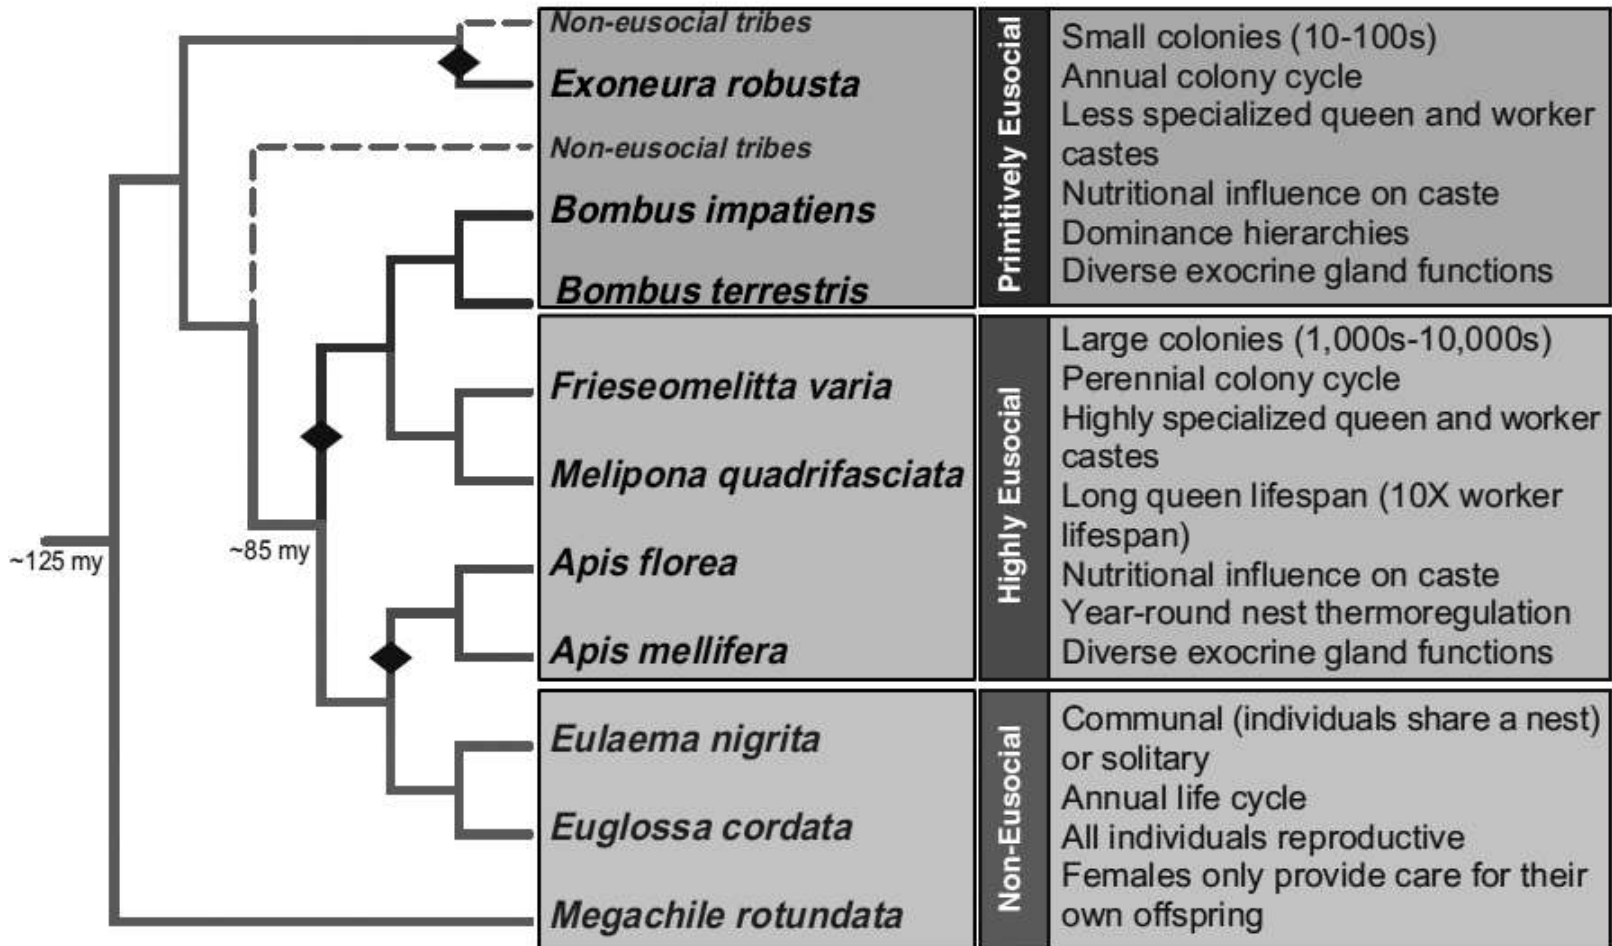 Non-eusocial tribes
Exoneura robusta
Non-eusocial tribes
Bombus impatiens
Bombus terrestris
Primitively Eusocial
Small colonies (10-100s)
Annual colony cycle
Less specialized queen and worker
castes
Nutritional influence on caste
Dominance hierarchies
Diverse exocrine gland functions
Frieseomelitta varia
Melipona quadrifasciata
Apis florea
Apis mellifera
Highly Eusocial
Large colonies (1,000s-10,000s)
Perennial colony cycle
Highly specialized queen and worker
castes
Long queen lifespan (10X worker
lifespan)
Nutritional influence on caste
Year-round nest thermoregulation
Diverse exocrine gland functions
~125 my
~85 my
Eulaema nigrita
Euglossa cordata
Megachile rotundata
Non-Eusocial
Communal (individuals share a nest)
or solitary
Annual life cycle
All individuals reproductive
Females only provide care for their
own offspring